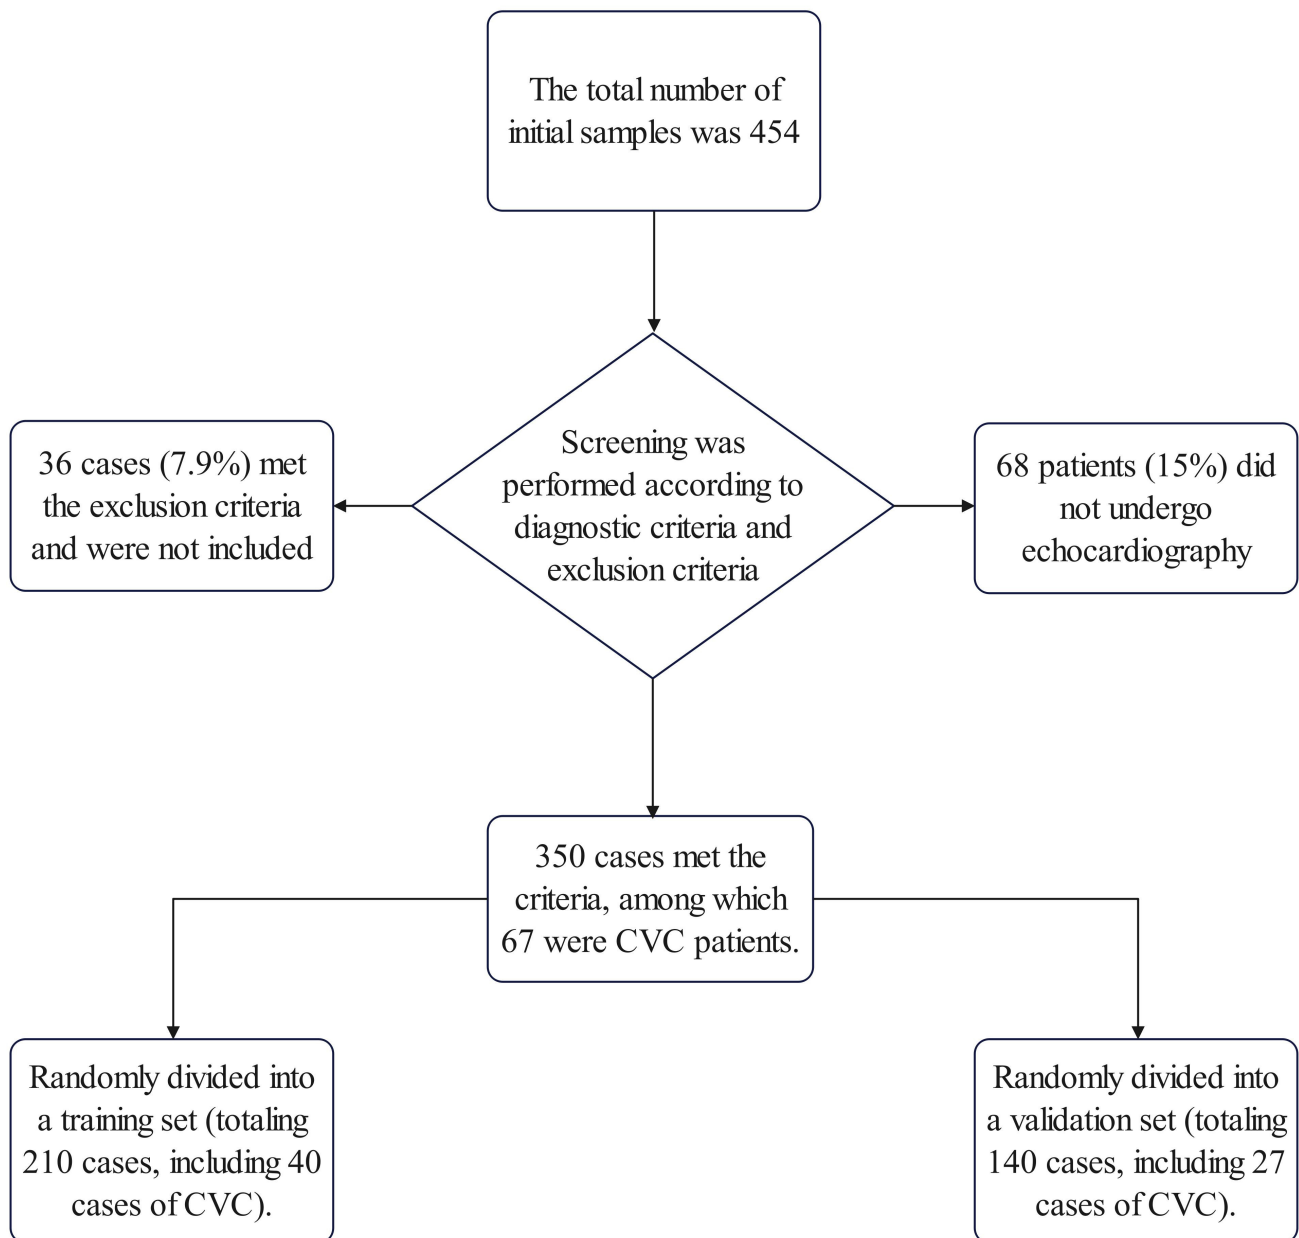 The total number of
initial samples was 454
Screening was
performed according to
diagnostic criteria and
exclusion criteria
36 cases (7.9%) met
the exclusion criteria
and were not included
68 patients (15%) did
not undergo
echocardiography
350 cases met the
criteria, among which
67 were CVC patients.
Randomly divided into
a training set (totaling
210 cases, including 40
cases of CVC).
Randomly divided into
a validation set (totaling
140 cases, including 27
cases of CVC).